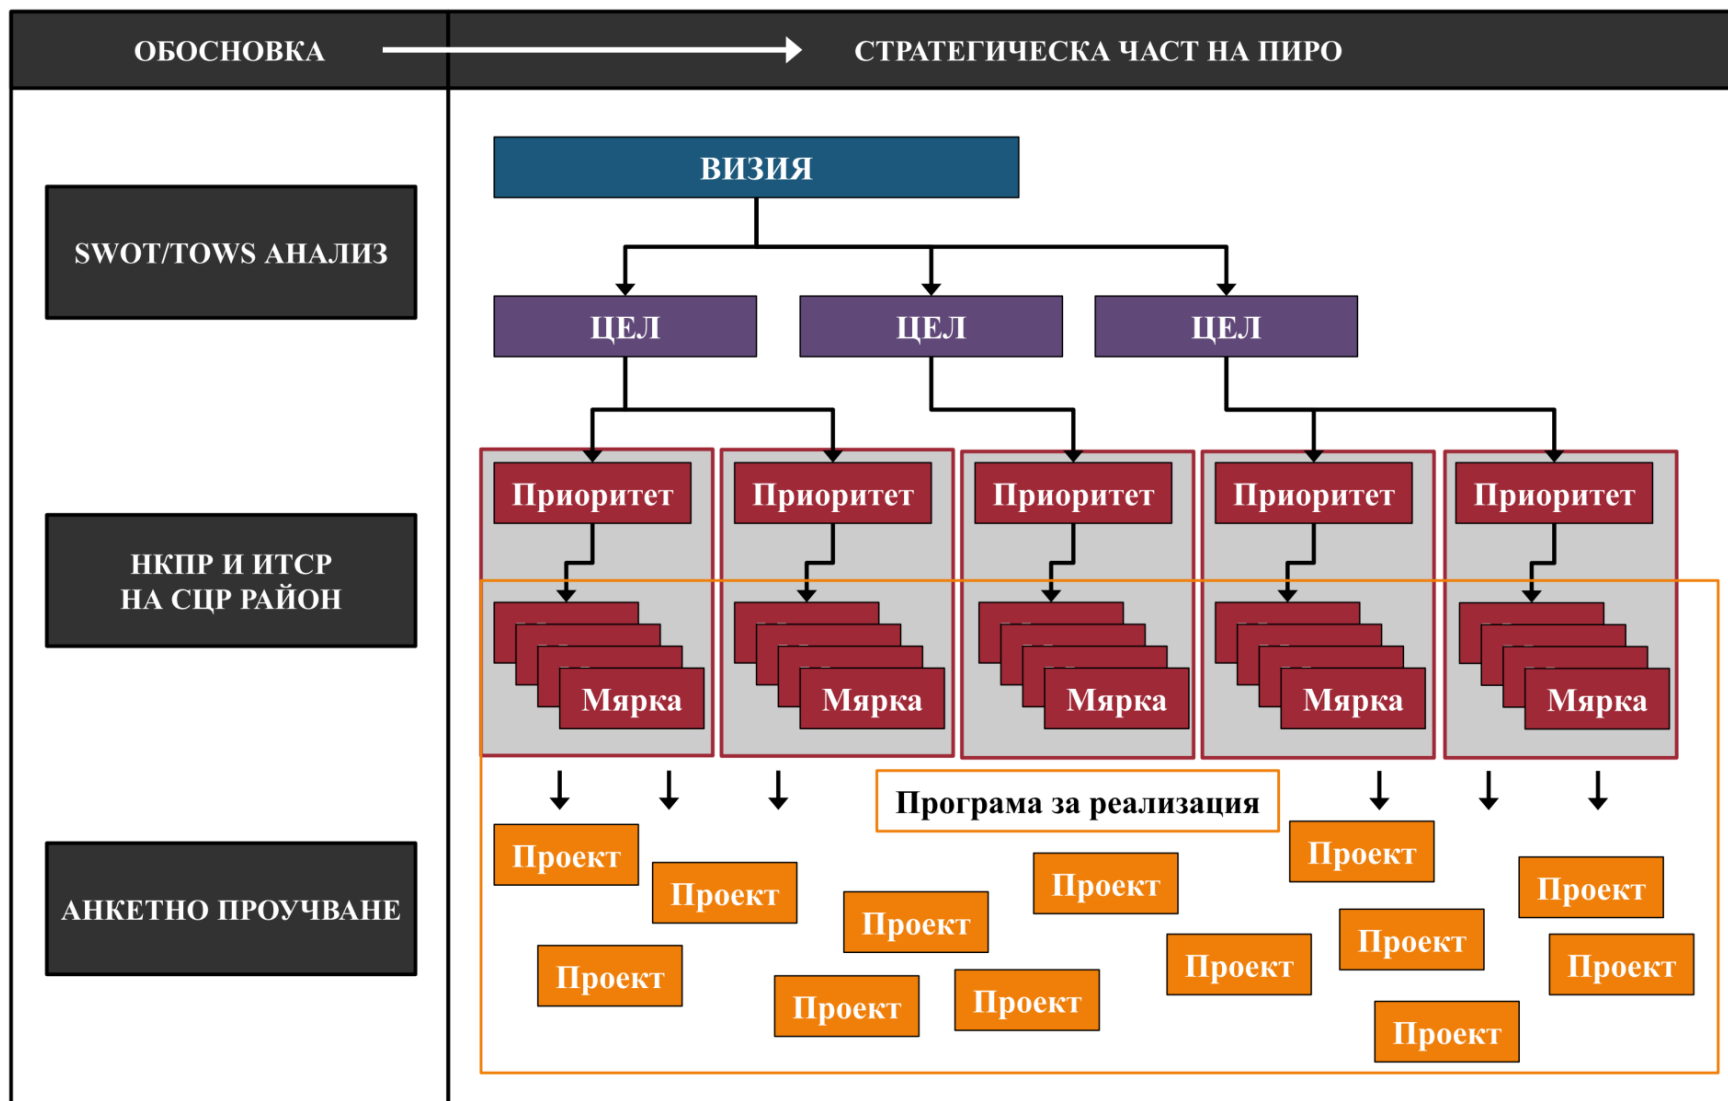 ОБОСНОВКА
СТРАТЕГИЧЕСКА ЧАСТ НА ПИРО
SWOT/TOWS АНАЛИЗ
НКПР И ИТСР
НА СЦР РАЙОН
АНКЕТНО ПРОУЧВАНЕ
ВИЗИЯ
ЦЕЛ
ЦЕЛ
ЦЕЛ
Приоритет
Приоритет
Приоритет
Приоритет
Приоритет
Мярка
Мярка
Мярка
Мярка
Мярка
Програма за реализация
Проект
Проект
Проект
Проект
Проект
Проект
Проект
Проект
Проект
Проект
Проект
Проект
Проект